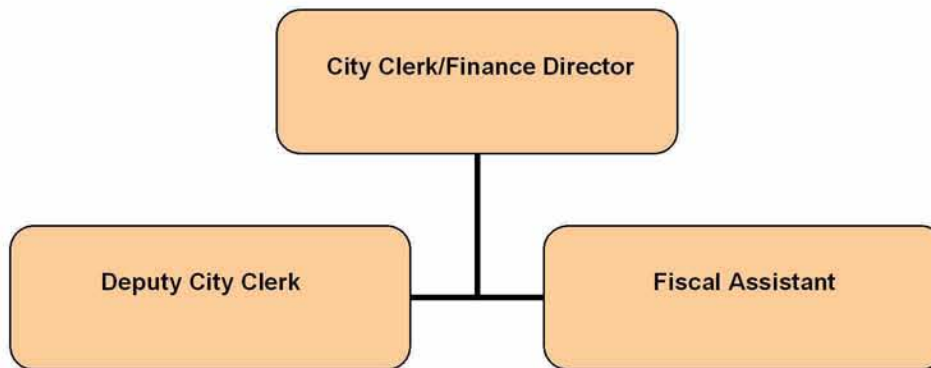 City Clerk/Finance Director
Deputy City Clerk
Fiscal Assistant